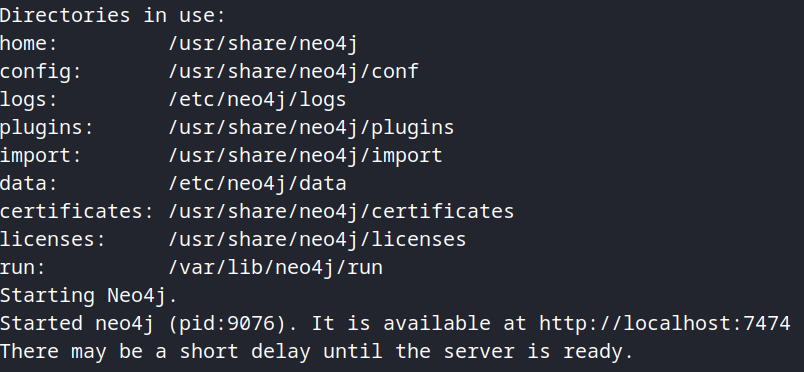 Directories in use:
home:         /usr/share/neo4j
config:       /usr/share/neo4j/conf
logs:         /etc/neo4j/logs
plugins:      /usr/share/neo4j/plugins
import:       /usr/share/neo4j/import
data:         /etc/neo4j/data
certificates: /usr/share/neo4j/certificates
licenses:     /usr/share/neo4j/licenses
run:          /var/lib/neo4j/run
Starting Neo4j.
Started neo4j (pid:9076). It is available at http://localhost:7474
There may be a short delay until the server is ready.